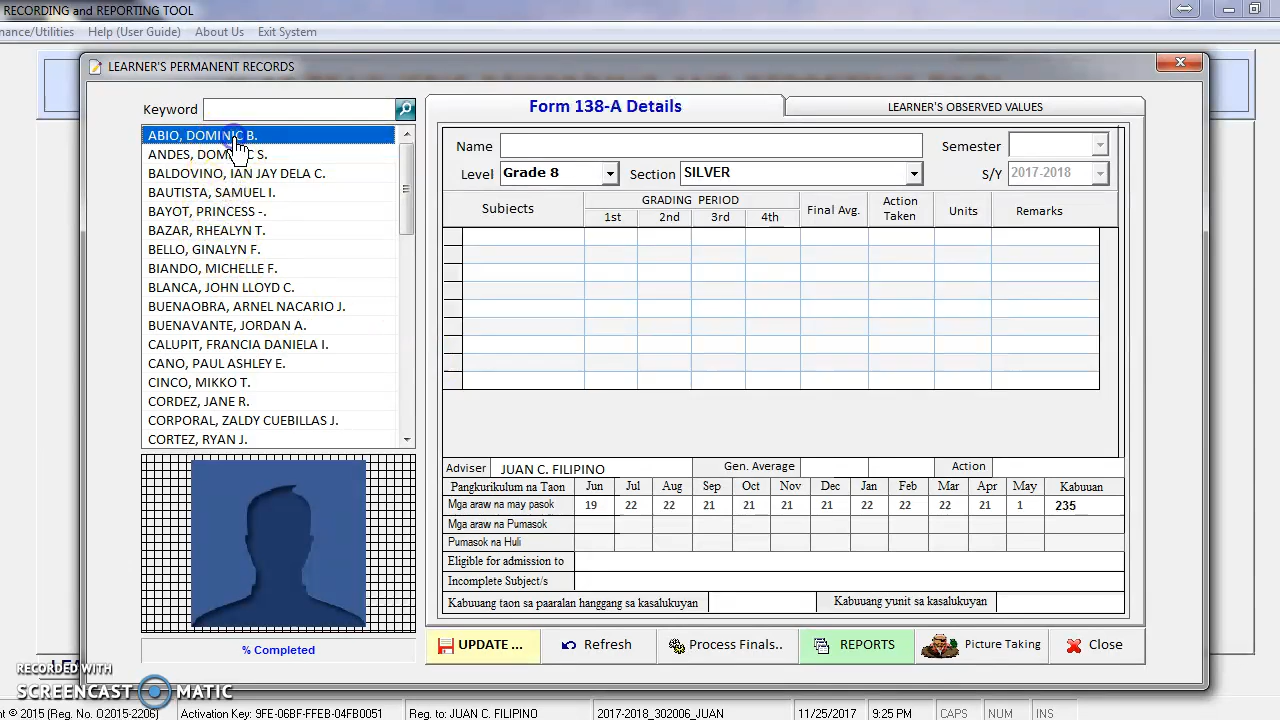 RECORDING and REPORTING TOOL
nance/Utilities Help (User Guide) About Us Exit System
LEARNER'S PERMANENT RECORDS
Keyword
ABIO, DOMINIC B.
ANDES, DOMINIC S.
BALDOVINO, IAN JAY DELA C.
BAUTISTA, SAMUEL I.
BAYOT, PRINCESS -.
BAZAR, RHEALYN T.
BELLO, GINALYN F.
BIANDO, MICHELLE F.
BLANCA, JOHN LLOYD C.
BUENAOBRA, ARNEL NACARIO J.
BUENAVANTE, JORDAN A.
CALUPIT, FRANCIA DANIELA I.
CANO, PAUL ASHLEY E.
CINCO, MIKKO T.
CORDEZ, JANE R.
CORPORAL, ZALDY CUEBILLAS J.
CORTEZ, RYAN J.
% Completed
Form 138-A Details LEARNER'S OBSERVED VALUES
Name Semester
Level Grade 8 Section SILVER S/Y 2017-2018
Subjects GRADING PERIOD Final Avg. Action Taken Units Remarks
1st 2nd 3rd 4th
Adviser JUAN C. FILIPINO Gen. Average Action
Pangkurikulum na Taon Jun Jul Aug Sep Oct Nov Dec Jan Feb Mar Apr May Kabuuan
Mga araw na may pasok 19 22 22 21 21 21 21 22 22 22 21 1 235
Mga araw na Pumasok
Pumasok na Huli
Eligible for admission to
Incomplete Subject/s
Kabuuang taon sa paaralan hanggang sa kasalukuyan Kabuuang yunit sa kasalukuyan
UPDATE ... Refresh Process Finals.. REPORTS Picture Taking Close
RECORDED WITH
SCREENCAST MATIC
t © 2015 (Reg. No. O2015-2206) Activation Key: 9FE-06BF-FFEB-04FB0051 Reg. to: JUAN C. FILIPINO 2017-2018_302006_JUAN 11/25/2017 9:25 PM CAPS NUM INS